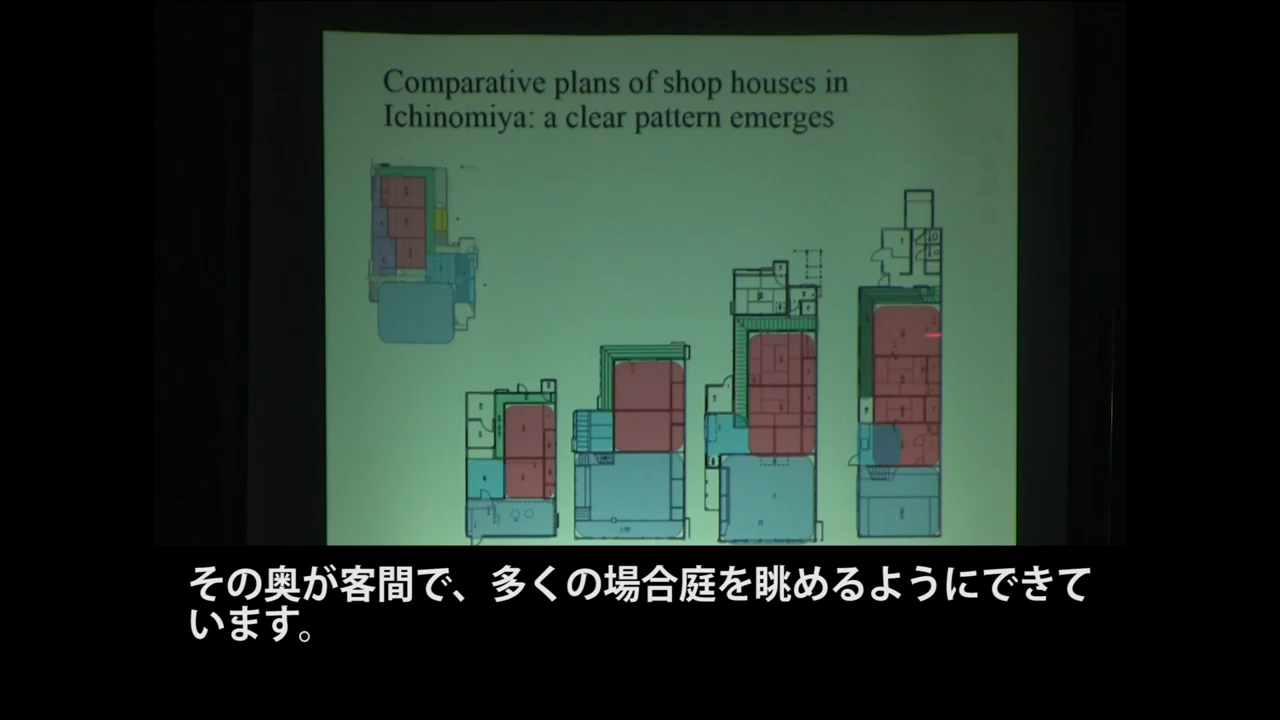 Comparative plans of shop houses in
Ichinomiya: a clear pattern emerges
その奥が客間で、多くの場合庭を眺めるようにできて
います。